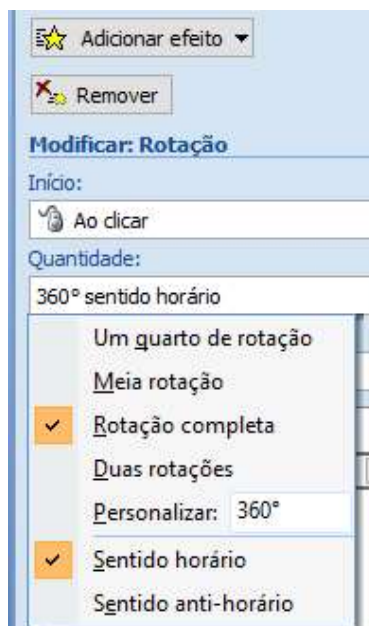 Adicionar efeito
Remover
Modificar: Rotação
Início:
Ao clicar
Quantidade:
360° sentido horário
Um quarto de rotação
Meia rotação
Rotação completa
Duas rotações
Personalizar: 360°
Sentido horário
Sentido anti-horário